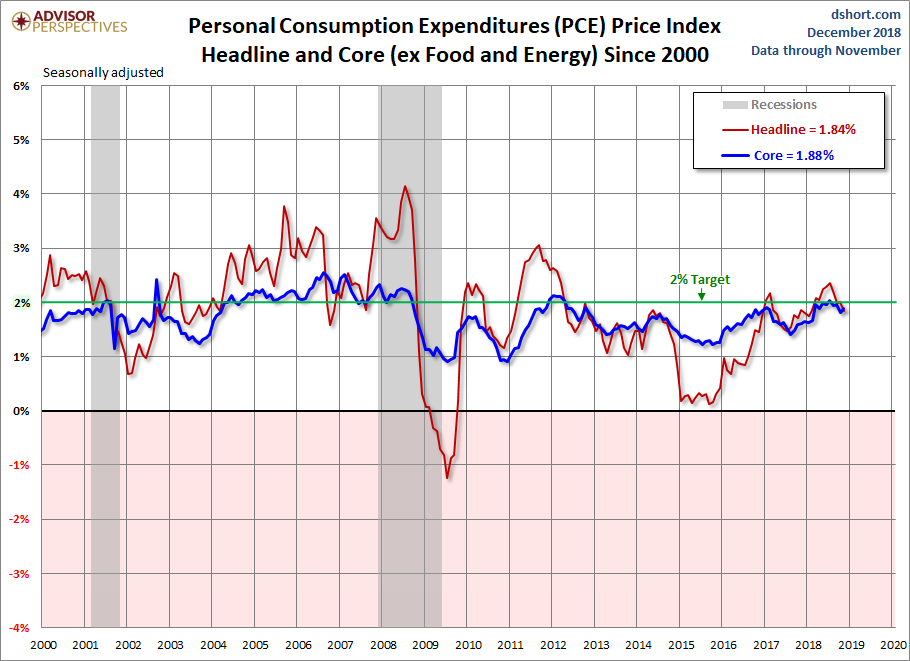 ADVISOR
PERSPECTIVES
Personal Consumption Expenditures (PCE) Price Index
Headline and Core (ex Food and Energy) Since 2000
dshort.com
December 2018
Data through November
Seasonally adjusted
6%
5%
4%
3%
2%
1%
0%
-1%
-2%
-3%
-4%
Recessions
Headline = 1.84%
Core = 1.88%
2% Target
2000 2001 2002 2003 2004 2005 2006 2007 2008 2009 2010 2011 2012 2013 2014 2015 2016 2017 2018 2019 2020